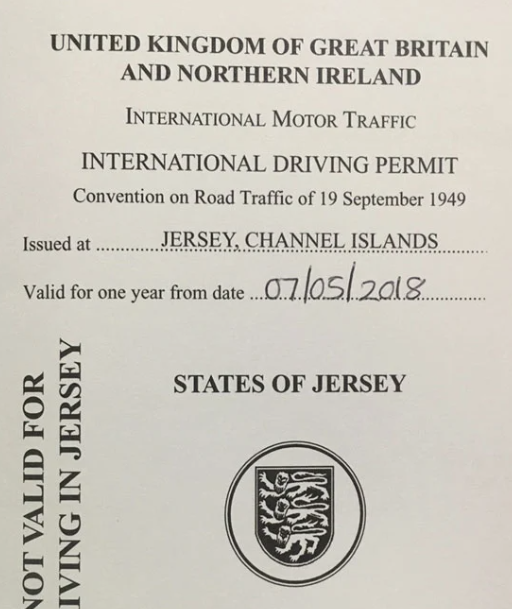 UNITED KINGDOM OF GREAT BRITAIN
AND NORTHERN IRELAND
INTERNATIONAL MOTOR TRAFFIC
INTERNATIONAL DRIVING PERMIT
Convention on Road Traffic of 19 September 1949
Issued at ............JERSEY, CHANNEL ISLANDS.........
Valid for one year from date ...07/05/2018.............
STATES OF JERSEY
NOT VALID FOR
IVING IN JERSEY